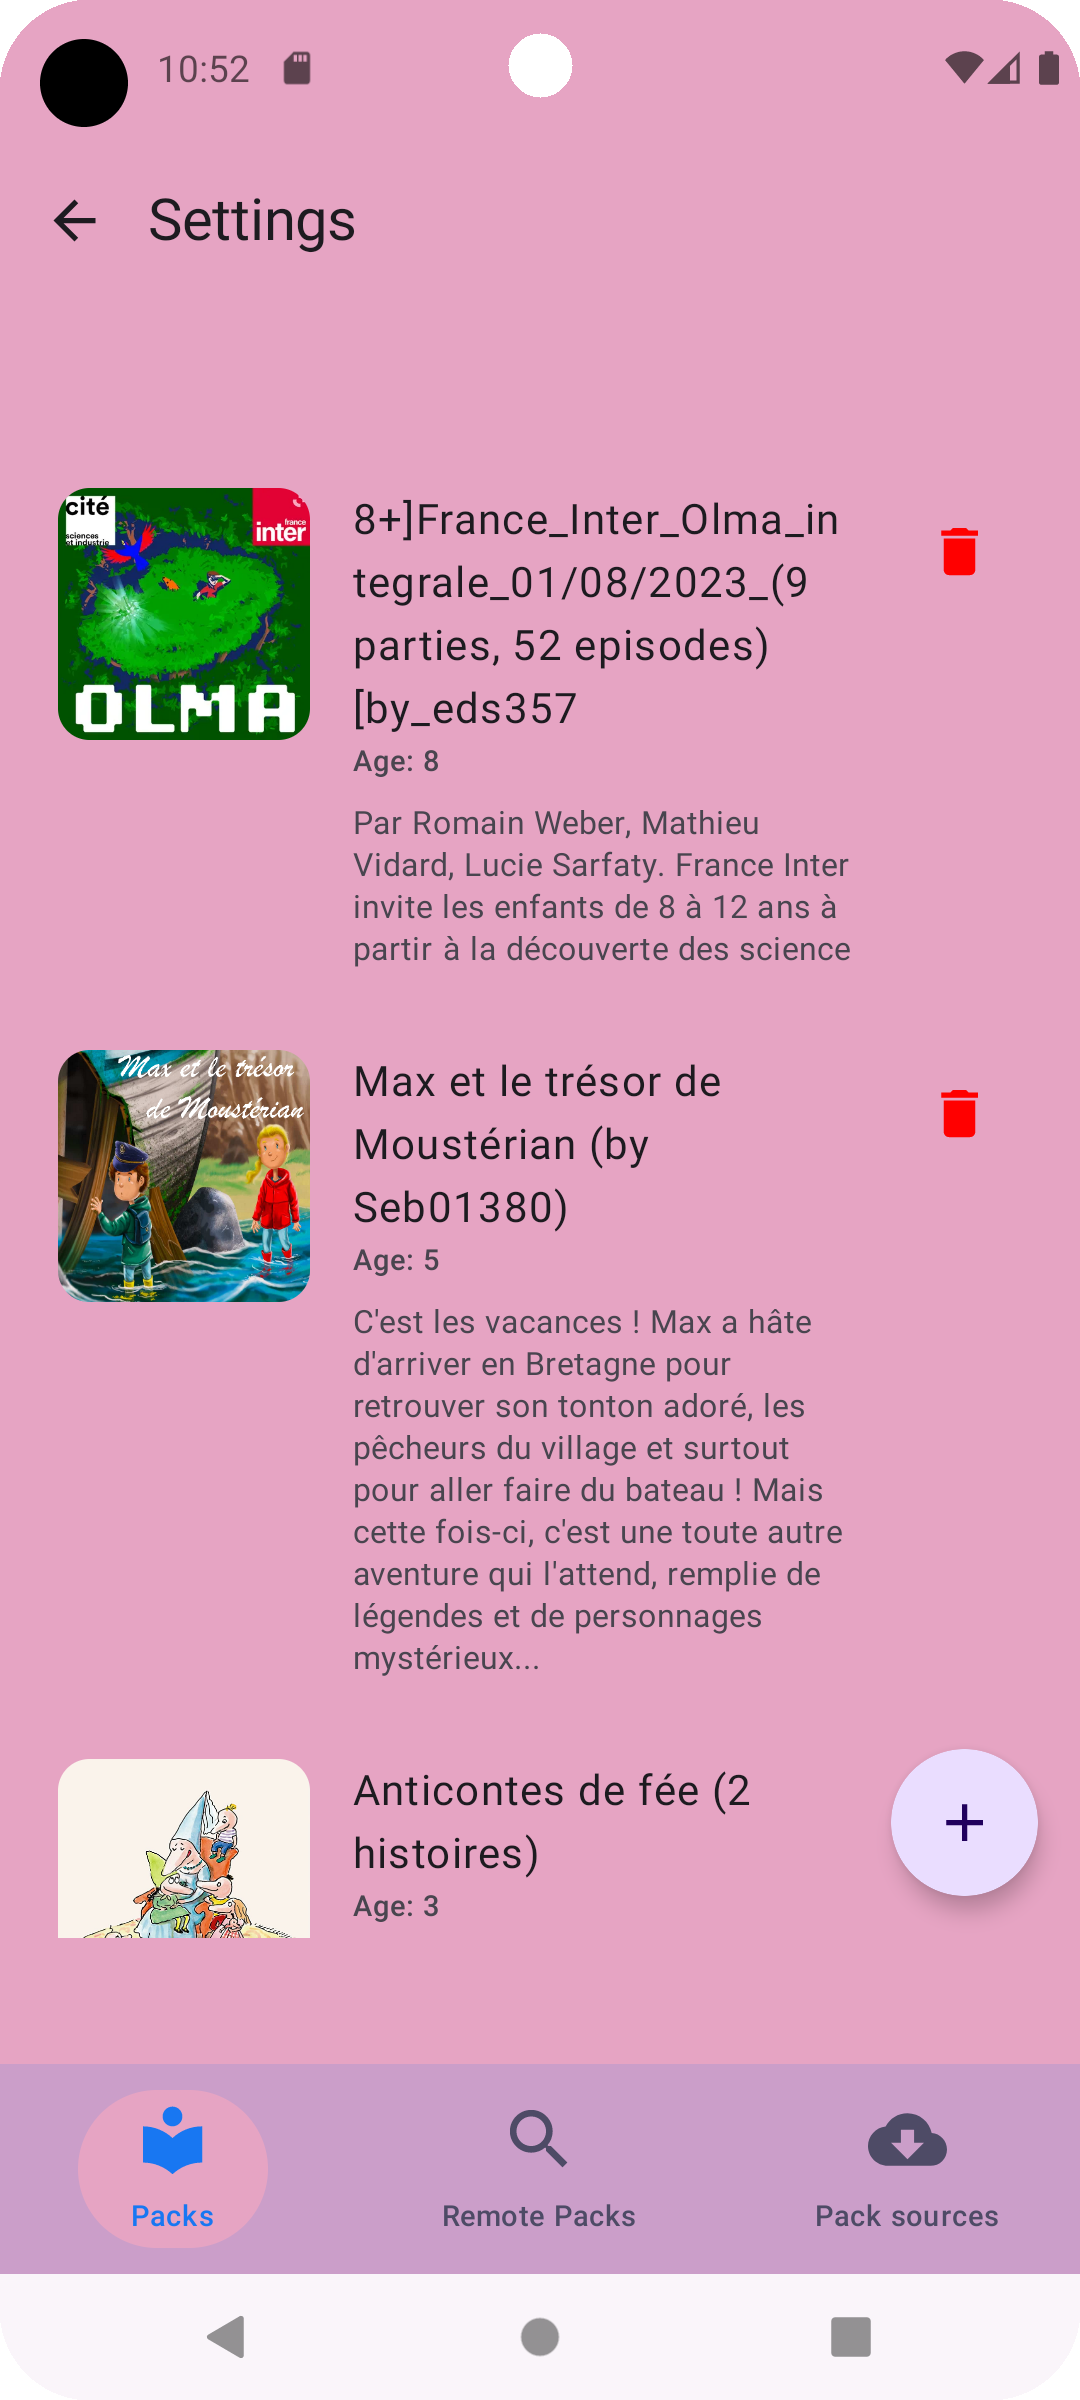 10:52
Settings
cité
sciences
et industrie
france
inter
OLMA
8+]France_Inter_Olma_in
tegrale_01/08/2023_(9
parties, 52 episodes)
[by_eds357
Age: 8
Par Romain Weber, Mathieu
Vidard, Lucie Sarfaty. France Inter
invite les enfants de 8 à 12 ans à
partir à la découverte des science
Max et le trésor
de Moustérian
Max et le trésor de
Moustérian (by
Seb01380)
Age: 5
C'est les vacances ! Max a hâte
d'arriver en Bretagne pour
retrouver son tonton adoré, les
pêcheurs du village et surtout
pour aller faire du bateau ! Mais
cette fois-ci, c'est une toute autre
aventure qui l'attend, remplie de
légendes et de personnages
mystérieux...
Anticontes de fée (2
histoires)
Age: 3
Packs
Remote Packs
Pack sources